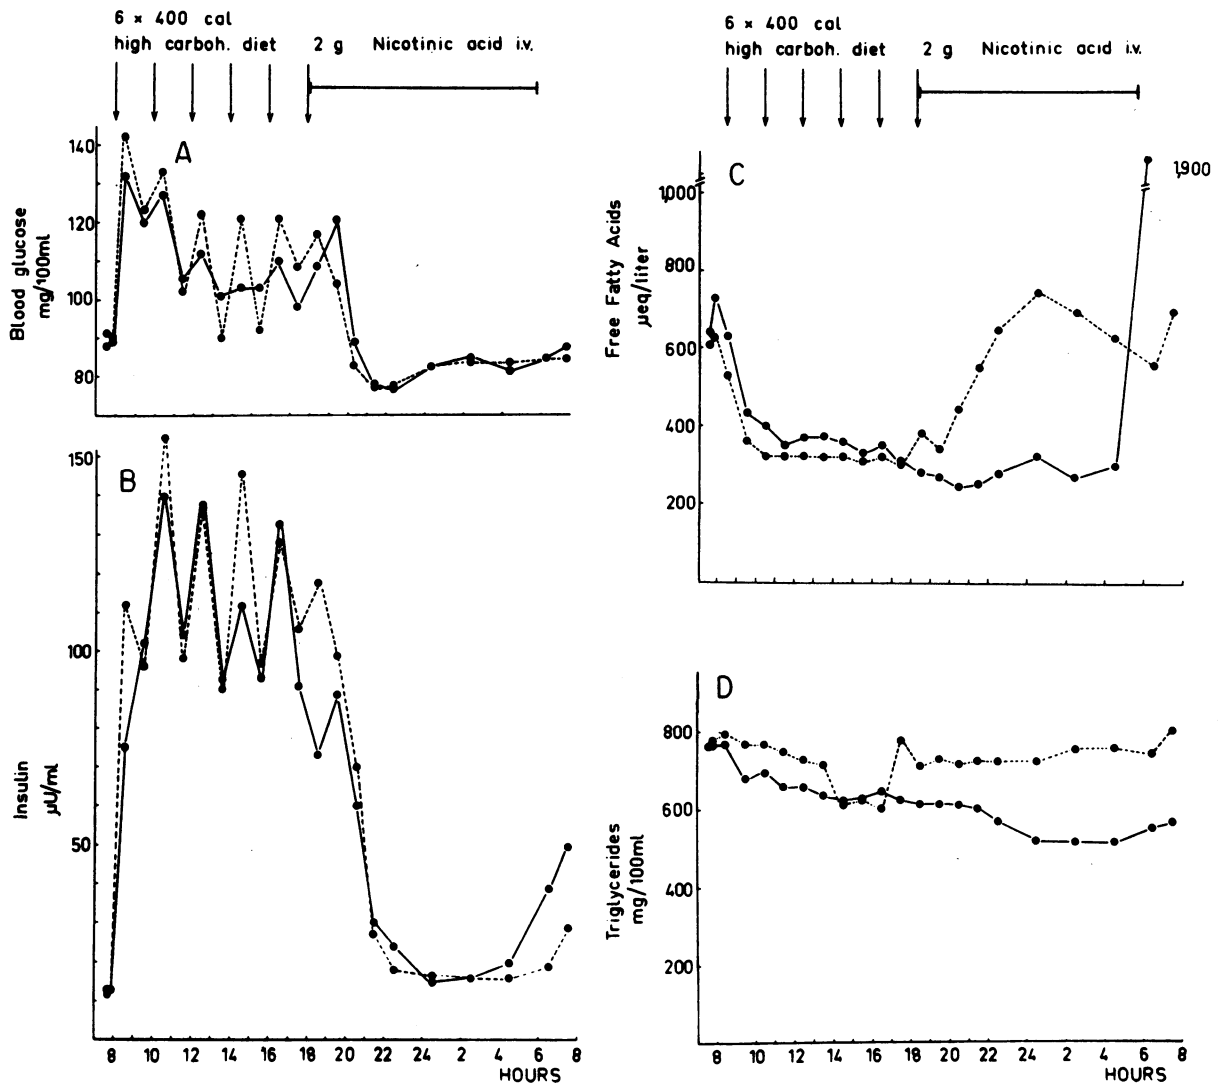 6 × 400 cal
high carboh. diet
2 g Nicotinic acid i.v.
A
Blood glucose
mg/100ml
140
120
100
80
B
Insulin
µU/ml
150
100
50
8 10 12 14 16 18 20 22 24 2 4 6 8
HOURS
6 × 400 cal
high carboh. diet
2 g Nicotinic acid i.v.
C
1,900
Free Fatty Acids
µeq/liter
1,000
800
600
400
200
D
Triglycerides
mg/100ml
800
600
400
200
8 10 12 14 16 18 20 22 24 2 4 6 8
HOURS